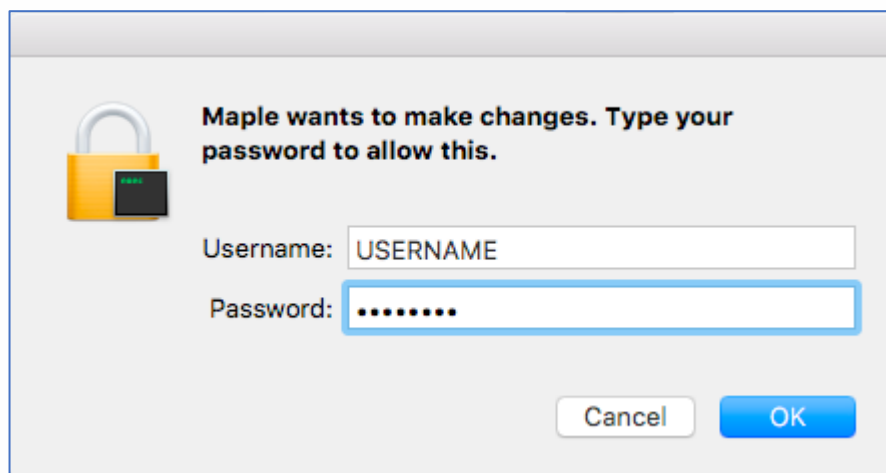 Maple wants to make changes. Type your
password to allow this.
Username: USERNAME
Password: ••••••••
Cancel OK